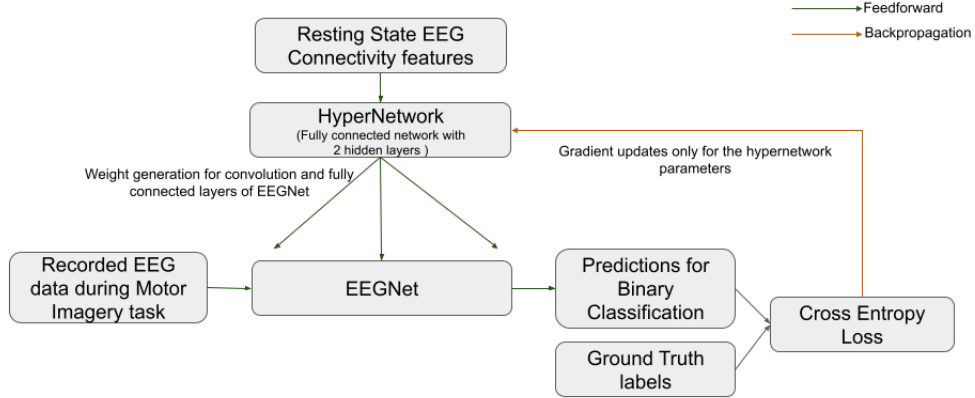 Feedforward
Backpropagation
Resting State EEG
Connectivity features
HyperNetwork
(Fully connected network with
2 hidden layers )
Gradient updates only for the hypernetwork
parameters
Weight generation for convolution and fully
connected layers of EEGNet
Recorded EEG
data during Motor
Imagery task
EEGNet
Predictions for
Binary
Classification
Ground Truth
labels
Cross Entropy
Loss